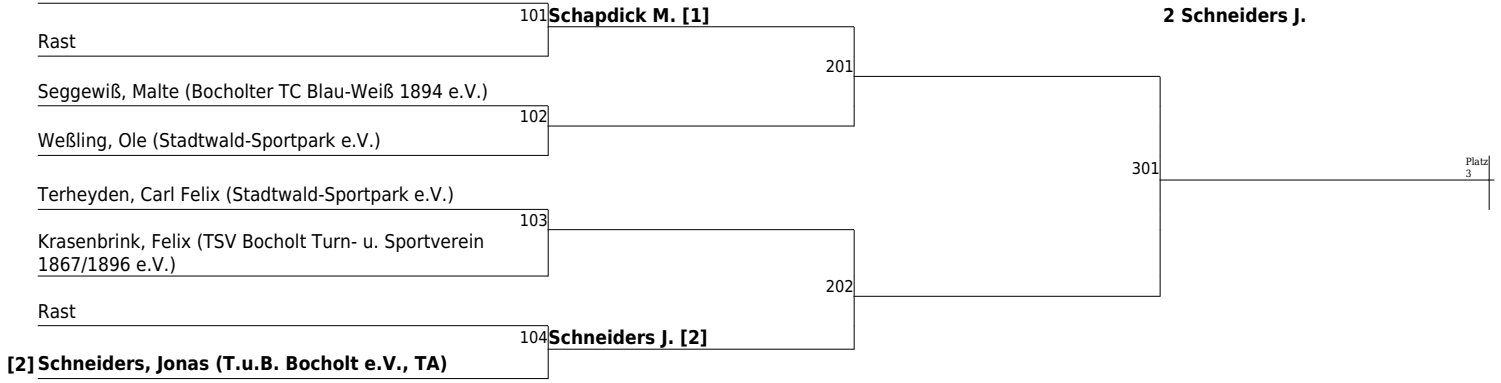 101 Schapdick M. [1]
2 Schneiders J.
Rast
201
Seggewiß, Malte (Bocholter TC Blau-Weiß 1894 e.V.)
102
Weßling, Ole (Stadtwald-Sportpark e.V.)
301
Platz
3
Terheyden, Carl Felix (Stadtwald-Sportpark e.V.)
103
Krasenbrink, Felix (TSV Bocholt Turn- u. Sportverein
1867/1896 e.V.)
202
Rast
104 Schneiders J. [2]
[2] Schneiders, Jonas (T.u.B. Bocholt e.V., TA)